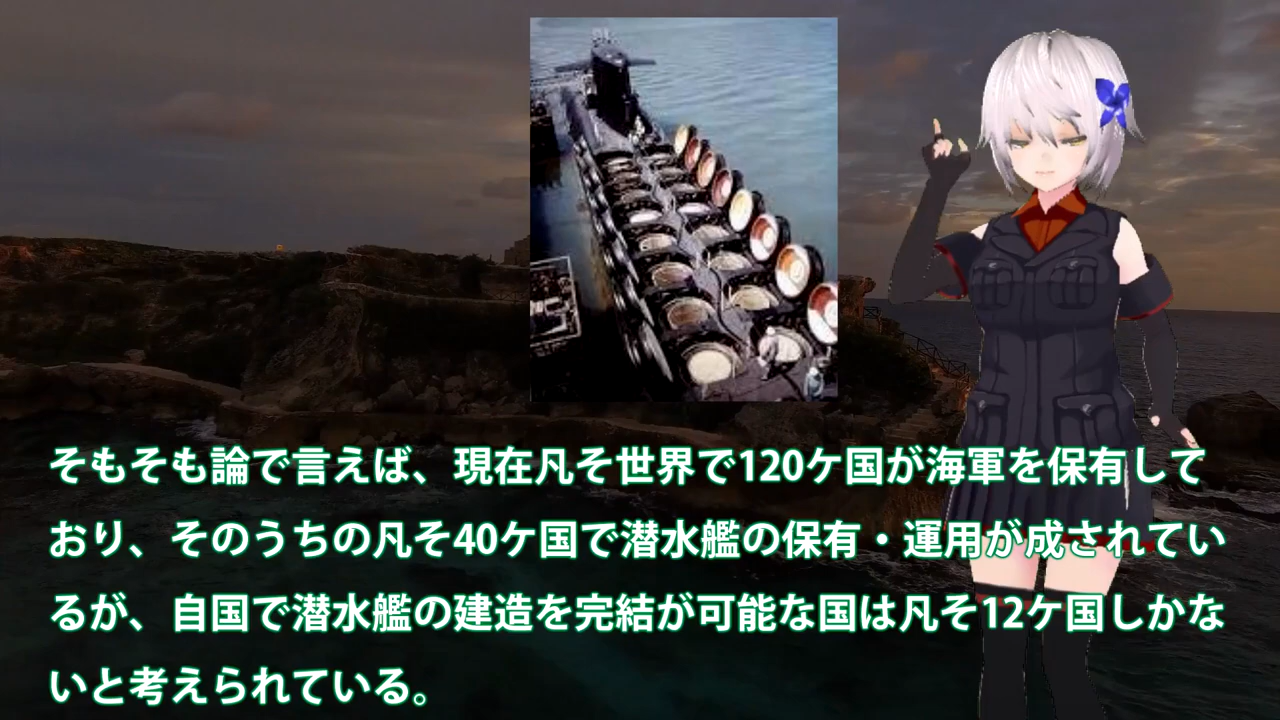 そもそも論で言えば、現在凡そ世界で120ケ国が海軍を保有して
おり、そのうちの凡そ40ケ国で潜水艦の保有・運用が成されてい
るが、自国で潜水艦の建造を完結が可能な国は凡そ12ケ国しかな
いと考えられている。